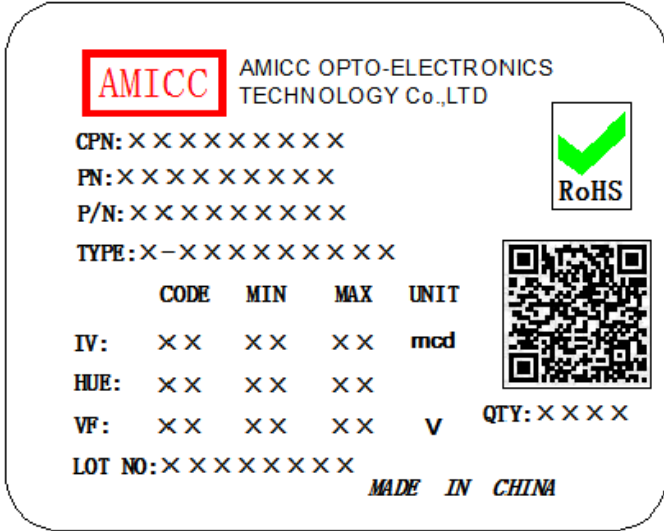 AMICC
AMICC OPTO-ELECTRONICS
TECHNOLOGY Co.,LTD
CPN:×××××××××
PN:×××××××××
RoHS
P/N:×××××××××
TYPE:×-×××××××××
CODE MIN MAX UNIT
IV: ×× ×× ×× mcd
HUE: ×× ×× ××
VF: ×× ×× ×× V
QTY:××××
LOT NO:××××××××
MADE IN CHINA